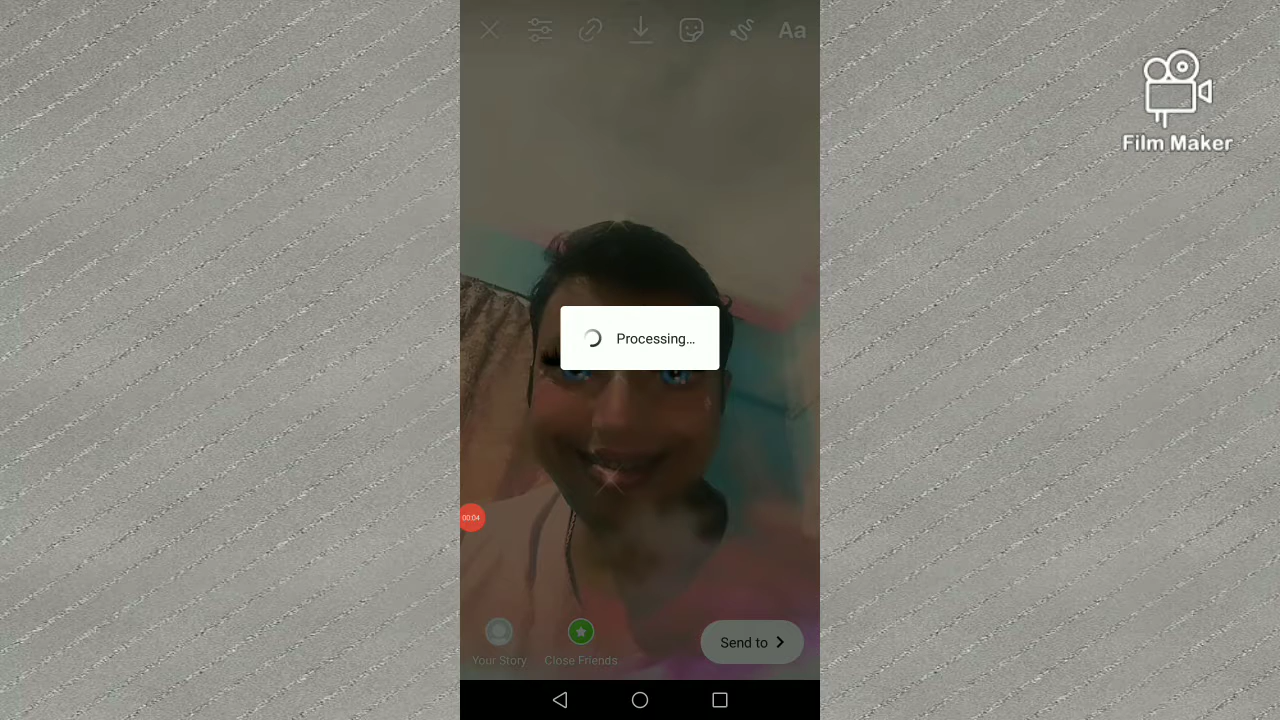 Aa
Film Maker
Processing...
00:04
Your Story
Close Friends
Send to